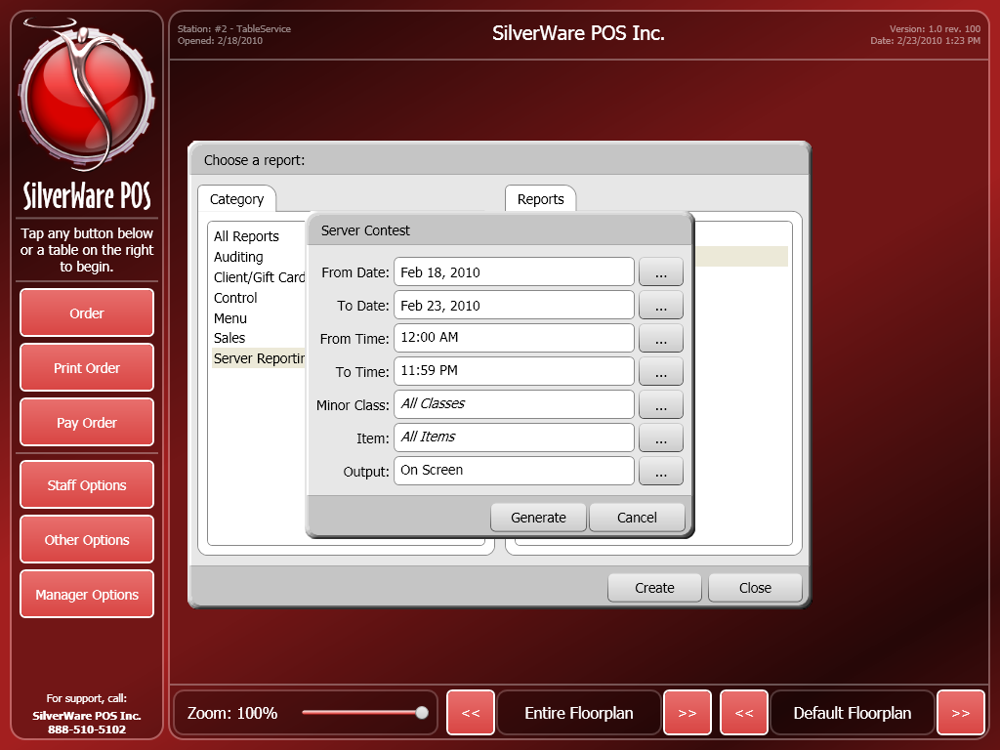 SilverWare POS
Tap any button below
or a table on the right
to begin.
Order
Print Order
Pay Order
Staff Options
Other Options
Manager Options
For support, call:
SilverWare POS Inc.
888-510-5102
Station: #2 - TableService
Opened: 2/18/2010
SilverWare POS Inc.
Version: 1.0 rev. 100
Date: 2/23/2010 1:23 PM
Choose a report:
Category
Reports
All Reports
Auditing
Client/Gift Card
Control
Menu
Sales
Server Reportin
Server Contest
From Date: Feb 18, 2010 ...
To Date: Feb 23, 2010 ...
From Time: 12:00 AM ...
To Time: 11:59 PM ...
Minor Class: All Classes ...
Item: All Items ...
Output: On Screen ...
Generate Cancel
Create Close
Zoom: 100% << Entire Floorplan >> << Default Floorplan >>